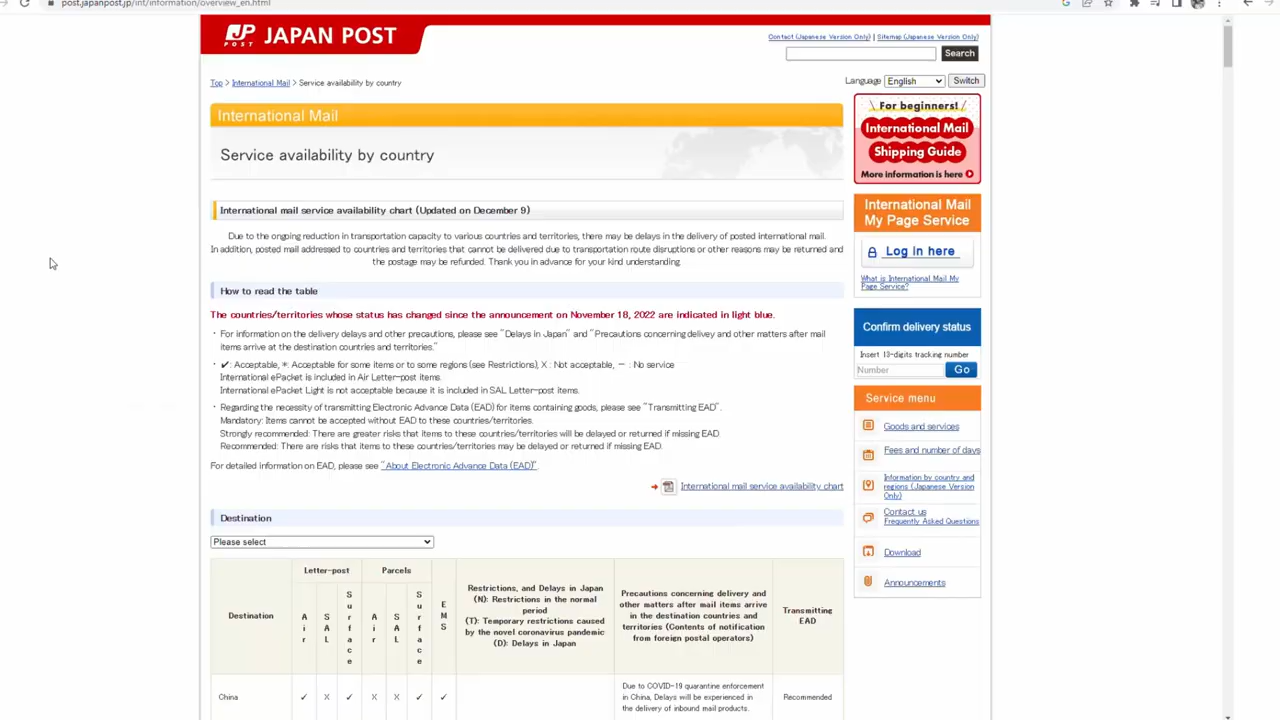 post.japanpost.jp/int/information/overview_en.html
JP POST JAPAN POST
Contact (Japanese Version Only) | Sitemap (Japanese Version Only)
Search
Top > International Mail > Service availability by country
Language English Switch
International Mail
Service availability by country
For beginners!
International Mail
Shipping Guide
More information is here
International mail service availability chart (Updated on December 9)
Due to the ongoing reduction in transportation capacity to various countries and territories, there may be delays in the delivery of posted international mail.
In addition, posted mail addressed to countries and territories that cannot be delivered due to transportation route disruptions or other reasons may be returned and
the postage may be refunded. Thank you in advance for your kind understanding.
International Mail
My Page Service
Log in here
What is International Mail My
Page Service?
How to read the table
The countries/territories whose status has changed since the announcement on November 18, 2022 are indicated in light blue.
・ For information on the delivery delays and other precautions, please see "Delays in Japan" and "Precautions concerning delivey and other matters after mail
items arrive at the destination countries and territories."
・ ✔: Acceptable, *: Acceptable for some items or to some regions (see Restrictions), X : Not acceptable, － : No service
International ePacket is included in Air Letter-post items.
International ePacket Light is not acceptable because it is included in SAL Letter-post items.
・ Regarding the necessity of transmitting Electronic Advance Data (EAD) for items containing goods, please see "Transmitting EAD".
Mandatory: Items cannot be accepted without EAD to these countries/territories.
Strongly recommended: There are greater risks that items to these countries/territories will be delayed or returned if missing EAD.
Recommended: There are risks that items to these countries/territories may be delayed or returned if missing EAD.
For detailed information on EAD, please see "About Electronic Advance Data (EAD)".
International mail service availability chart
Confirm delivery status
Insert 13-digits tracking number
Number Go
Service menu
Goods and services
Fees and number of days
Information by country and
regions (Japanese Version
Only)
Contact us
Frequently Asked Questions
Download
Announcements
Destination
Please select
Destination
Letter-post
Parcels
Air
SAL
Surface
Air
SAL
Surface
EMS
Restrictions, and Delays in Japan
(N): Restrictions in the normal
period
(T): Temporary restrictions caused
by the novel coronavirus pandemic
(D): Delays in Japan
Precautions concerning delivery and
other matters after mail items arrive
in the destination countries and
territories (Contents of notification
from foreign postal operators)
Transmitting
EAD
China ✓ X ✓ X X ✓ ✓
Due to COVID-19 quarantine enforcement
in China, Delays will be experienced in
the delivery of inbound mail products.
Recommended